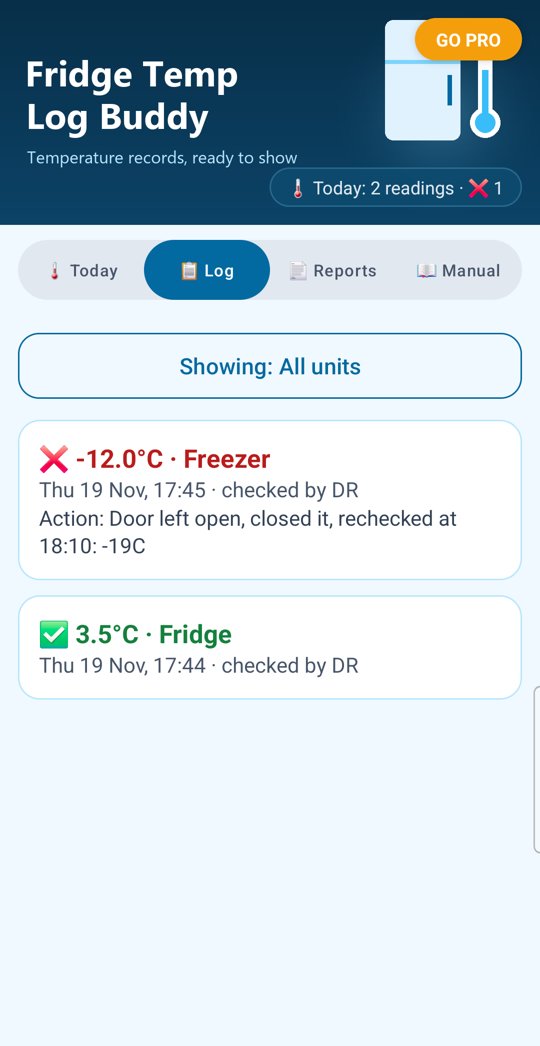 GO PRO
Fridge Temp
Log Buddy
Temperature records, ready to show
🌡️ Today: 2 readings · ❌ 1
🌡️ Today
📋 Log
📄 Reports
📖 Manual
Showing: All units
❌ -12.0°C · Freezer
Thu 19 Nov, 17:45 · checked by DR
Action: Door left open, closed it, rechecked at
18:10: -19C
✅ 3.5°C · Fridge
Thu 19 Nov, 17:44 · checked by DR